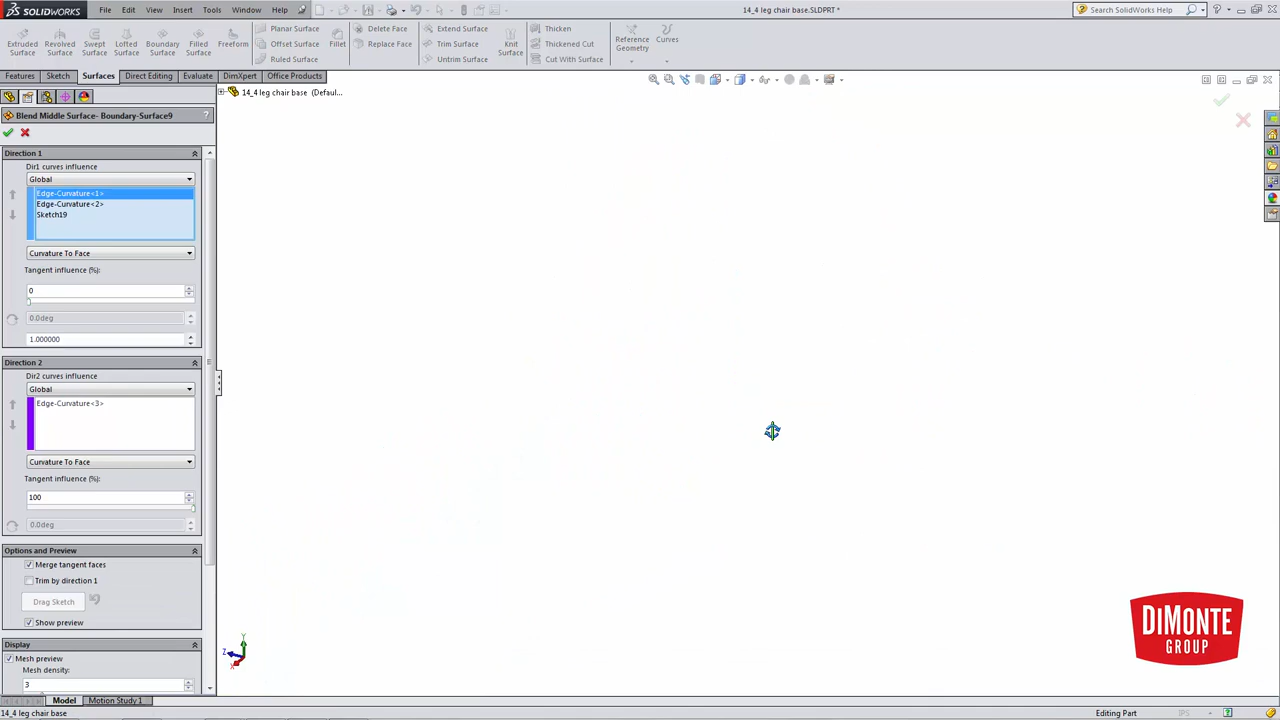 SOLIDWORKS File Edit View Insert Tools Window Help 14_4 leg chair base.SLDPRT * Search SolidWorks Help
Extruded Surface
Revolved Surface
Swept Surface
Lofted Surface
Boundary Surface
Filled Surface
Freeform
Planar Surface
Offset Surface
Ruled Surface
Fillet
Delete Face
Replace Face
Extend Surface
Trim Surface
Untrim Surface
Knit Surface
Thicken
Thickened Cut
Cut With Surface
Reference Geometry
Curves
Features Sketch Surfaces Direct Editing Evaluate DimXpert Office Products
14_4 leg chair base (Defaul...
Blend Middle Surface- Boundary-Surface9 ?
Direction 1
Dir1 curves influence
Global
Edge-Curvature<1>
Edge-Curvature<2>
Sketch19
Curvature To Face
Tangent influence (%):
0
0.0deg
1.000000
Direction 2
Dir2 curves influence
Global
Edge-Curvature<3>
Curvature To Face
Tangent influence (%):
100
0.0deg
Options and Preview
Merge tangent faces
Trim by direction 1
Drag Sketch
Show preview
Display
Mesh preview
Mesh density:
3
Y
Z
X
DiMONTE
GROUP
Model Motion Study 1
14_4 leg chair base Editing Part IPS